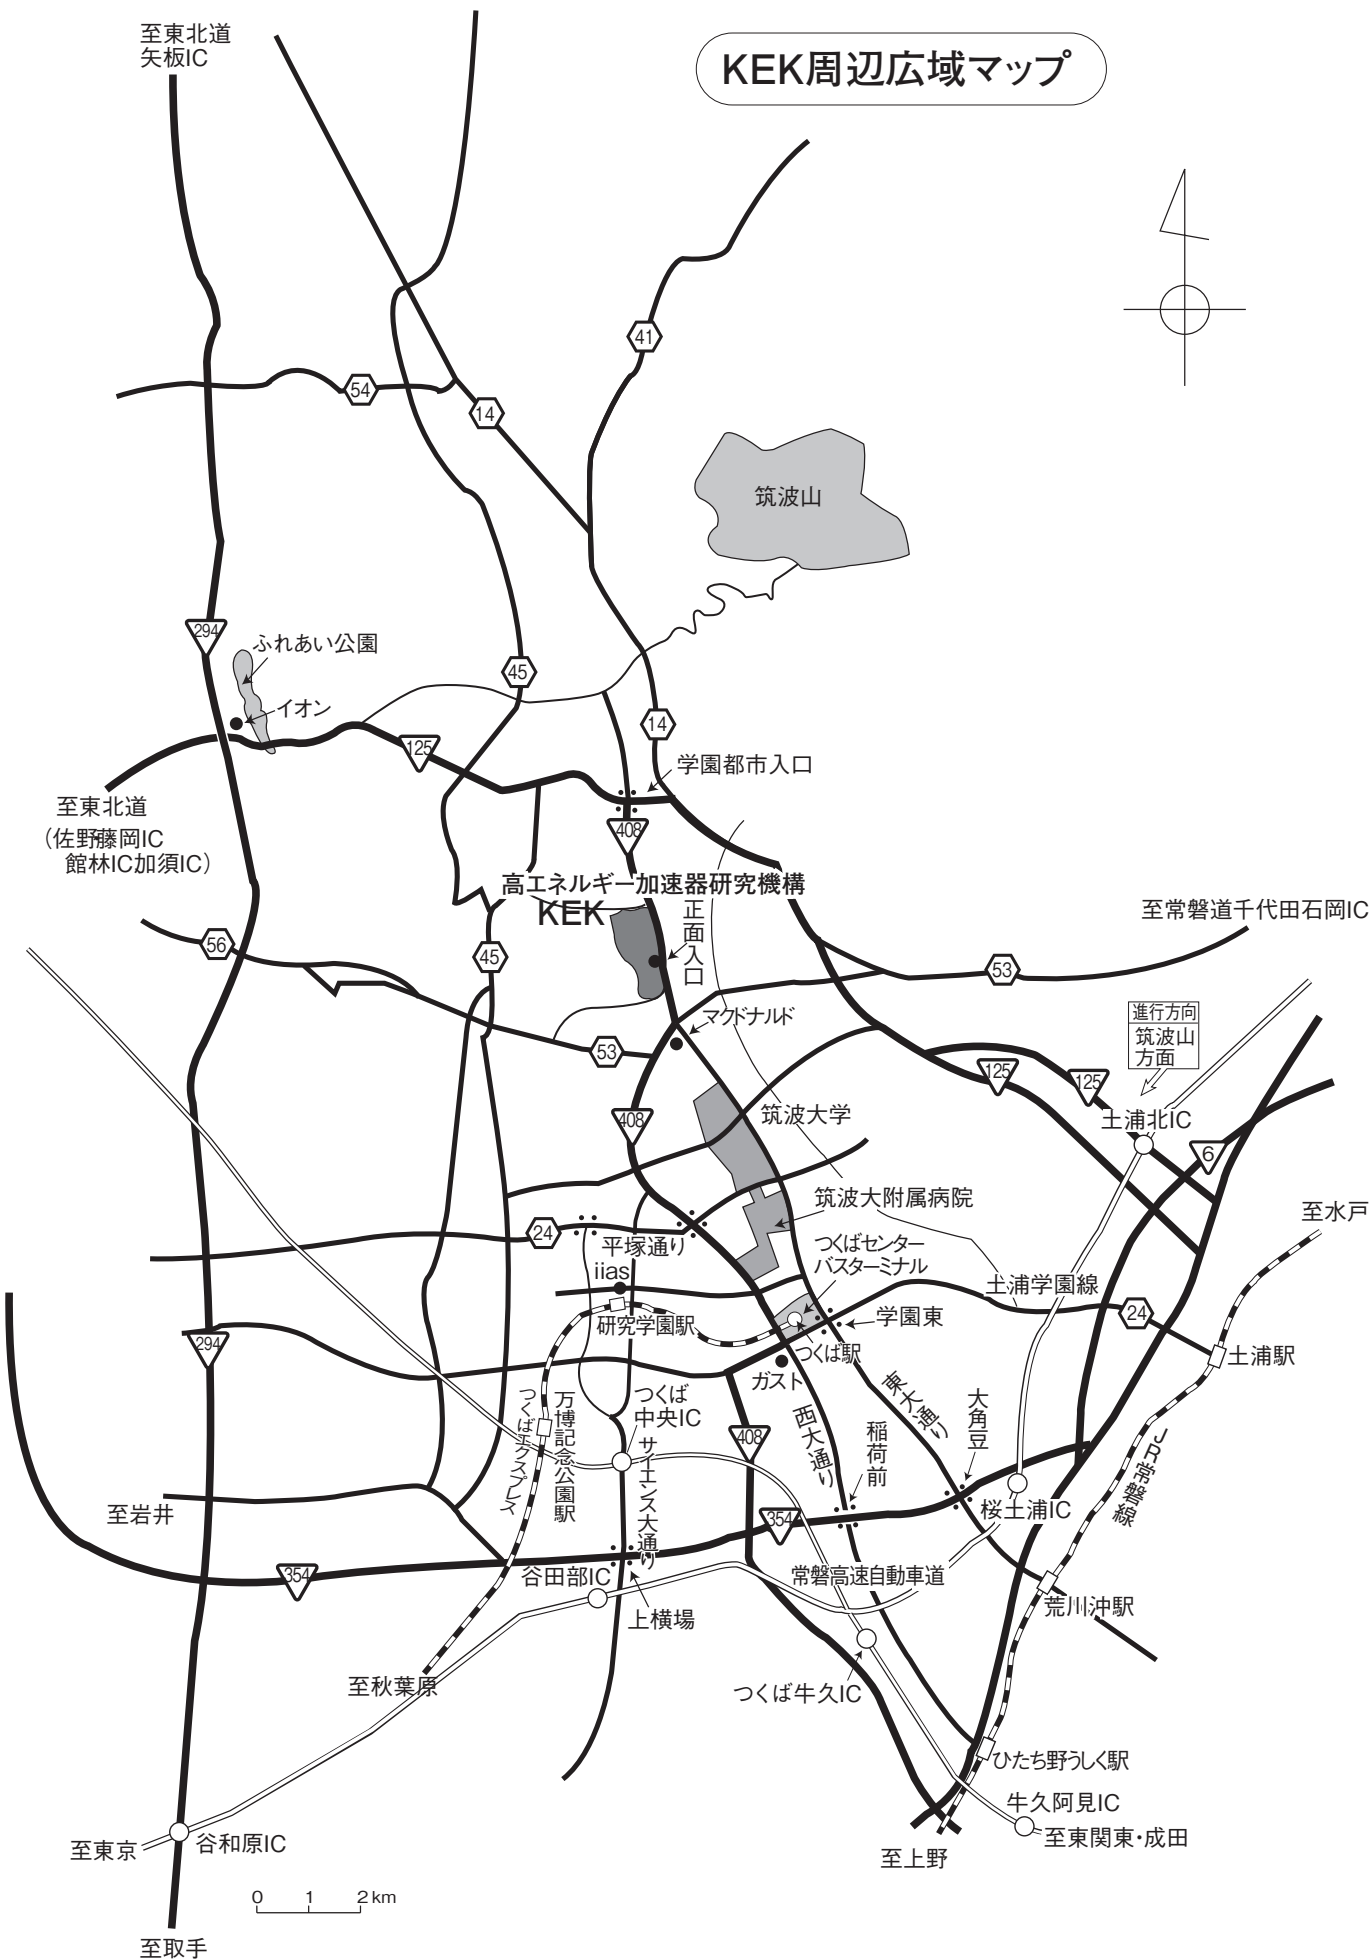 至東北道
矢板IC
KEK周辺広域マップ
41
54
14
筑波山
294
ふれあい公園
45
イオン
14
125
学園都市入口
至東北道
(佐野藤岡IC
館林IC加須IC)
408
高エネルギー加速器研究機構
KEK
正面入口
至常磐道千代田石岡IC
56
45
53
進行方向
筑波山
方面
マクドナルド
53
125
125
408
筑波大学
土浦北IC
6
筑波大附属病院
至水戸
24
平塚通り
つくばセンター
バスターミナル
iias
土浦学園線
研究学園駅
学園東
24
294
つくば駅
土浦駅
ガスト
つくば
中央IC
万博記念公園駅
つくばエクスプレス
サイエンス大通り
408
西大通り
東大通り
稲荷前
大角豆
JR常磐線
至岩井
354
桜土浦IC
354
谷田部IC
常磐高速自動車道
上横場
荒川沖駅
至秋葉原
つくば牛久IC
ひたち野うしく駅
牛久阿見IC
至東京
谷和原IC
至東関東・成田
至上野
0 1 2 km
至取手